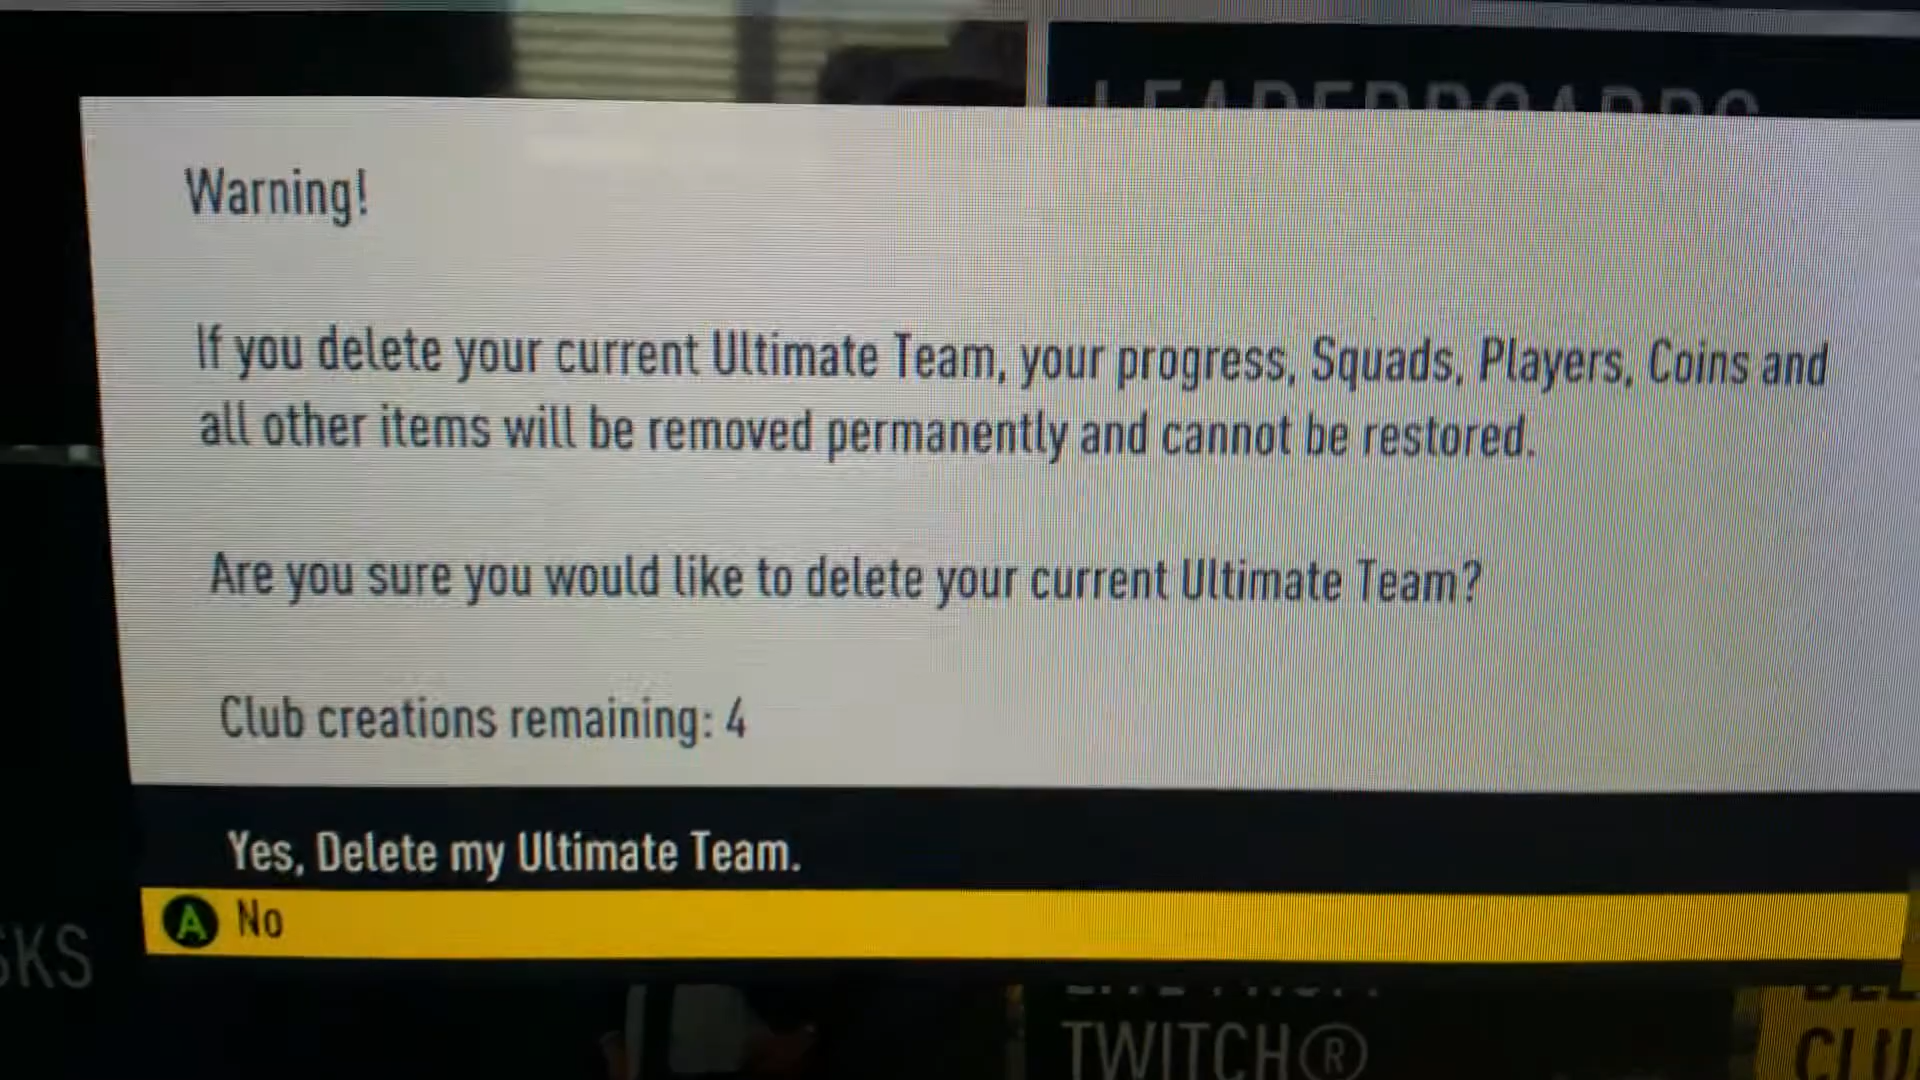 LEADERBOARDS
Warning!
If you delete your current Ultimate Team, your progress, Squads, Players, Coins and
all other items will be removed permanently and cannot be restored.
Are you sure you would like to delete your current Ultimate Team?
Club creations remaining: 4
Yes, Delete my Ultimate Team.
A No
SKS
TWITCH®